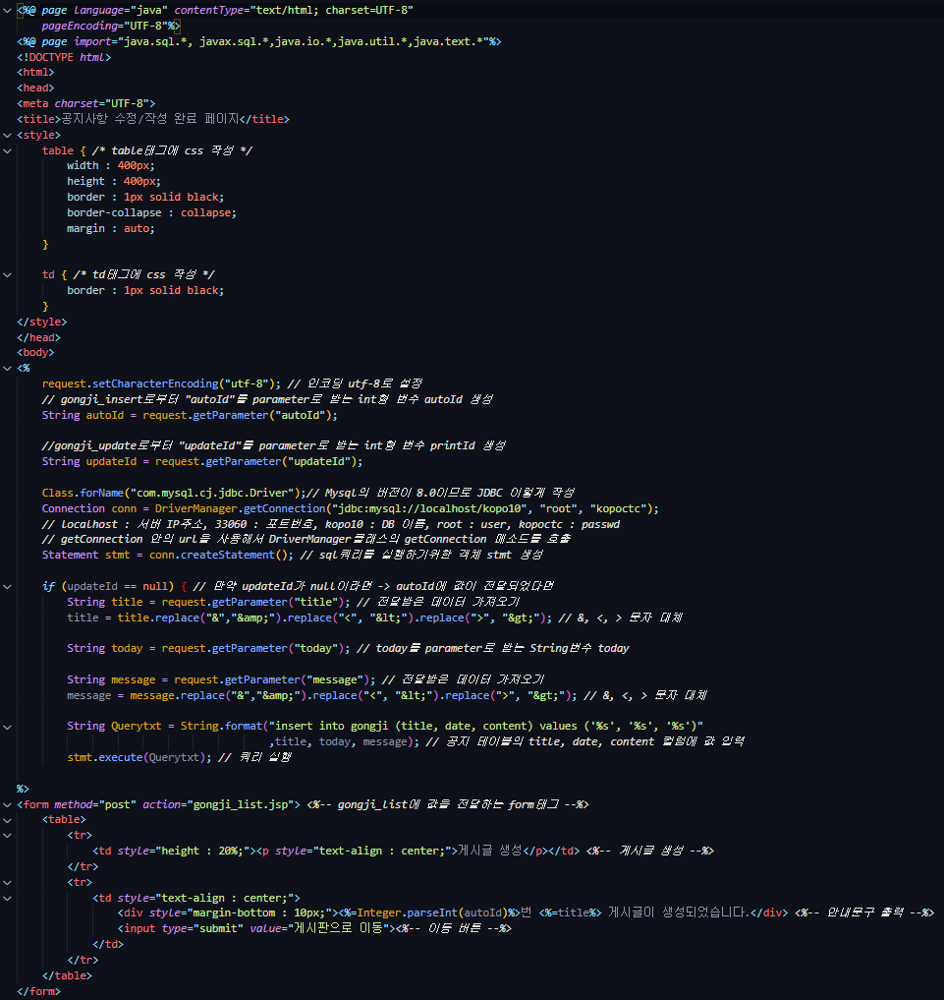 <%@ page language="java" contentType="text/html; charset=UTF-8"
    pageEncoding="UTF-8"%>
<%@ page import="java.sql.*, javax.sql.*,java.io.*,java.util.*,java.text.*"%>
<!DOCTYPE html>
<html>
<head>
<meta charset="UTF-8">
<title>공지사항 수정/작성 완료 페이지</title>
<style>
    table { /* table태그에 css 작성 */
        width : 400px;
        height : 400px;
        border : 1px solid black;
        border-collapse : collapse;
        margin : auto;
    }
    td { /* td태그에 css 작성 */
        border : 1px solid black;
    }
</style>
</head>
<body>
<%
    request.setCharacterEncoding("utf-8"); // 인코딩 utf-8로 설정
    // gongji_insert로부터 "autoId"를 parameter로 받는 int형 변수 autoId 생성
    String autoId = request.getParameter("autoId");
    //gongji_update로부터 "updateId"를 parameter로 받는 int형 변수 printId 생성
    String updateId = request.getParameter("updateId");
    Class.forName("com.mysql.cj.jdbc.Driver");// Mysql의 버전이 8.0이므로 JDBC 이렇게 작성
    Connection conn = DriverManager.getConnection("jdbc:mysql://localhost/kopo10", "root", "kopoctc");
    // localhost : 서버 IP주소, 33060 : 포트번호, kopo10 : DB 이름, root : user, kopoctc : passwd
    // getConnection 안의 url을 사용해서 DriverManager클래스의 getConnection 메소드를 호출
    Statement stmt = conn.createStatement(); // sql쿼리를 실행하기위한 객체 stmt 생성
    if (updateId == null) { // 만약 updateId가 null이라면 -> autoId에 값이 전달되었다면
        String title = request.getParameter("title"); // 전달받은 데이터 가져오기
        title = title.replace("&","&amp;").replace("<", "&lt;").replace(">", "&gt;"); // &, <, > 문자 대체
        String today = request.getParameter("today"); // today를 parameter로 받는 String변수 today
        String message = request.getParameter("message"); // 전달받은 데이터 가져오기
        message = message.replace("&","&amp;").replace("<", "&lt;").replace(">", "&gt;"); // &, <, > 문자 대체
        String Querytxt = String.format("insert into gongji (title, date, content) values ('%s', '%s', '%s')"
                                        ,title, today, message); // 공지 테이블의 title, date, content 컬럼에 값 입력
        stmt.execute(Querytxt); // 쿼리 실행
%>
<form method="post" action="gongji_list.jsp"> <%-- gongji_list에 값을 전달하는 form태그 --%>
    <table>
        <tr>
            <td style="height : 20%;"><p style="text-align : center;">게시글 생성</p></td> <%-- 게시글 생성 --%>
        </tr>
        <tr>
            <td style="text-align : center;">
                <div style="margin-bottom : 10px;"><%=Integer.parseInt(autoId)%>번 <%=title%> 게시글이 생성되었습니다.</div> <%-- 안내문구 출력 --%>
                <input type="submit" value="게시판으로 이동"><%-- 이동 버튼 --%>
            </td>
        </tr>
    </table>
</form>